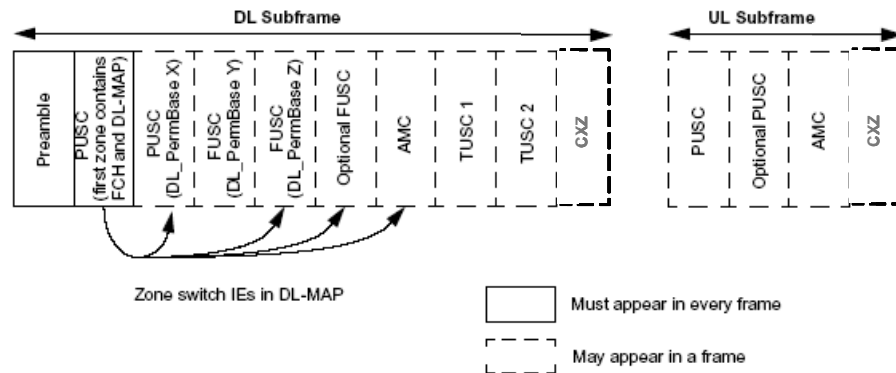 DL Subframe
UL Subframe
Preamble
PUSC
(first zone contains
FCH and DL-MAP)
PUSC
(DL_PermBase X)
FUSC
(DL_PermBase Y)
FUSC
(DL_PermBase Z)
Optional FUSC
AMC
TUSC 1
TUSC 2
CXZ
PUSC
Optional PUSC
AMC
CXZ
Zone switch IEs in DL-MAP
Must appear in every frame
May appear in a frame